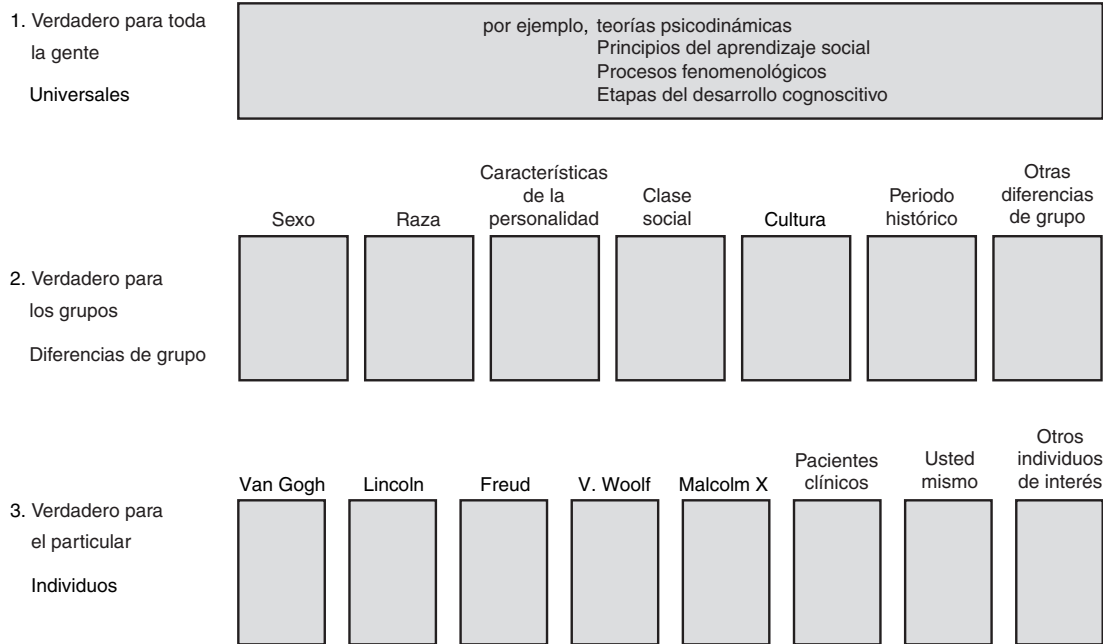 1. Verdadero para toda
la gente
Universales
por ejemplo, teorías psicodinámicas
Principios del aprendizaje social
Procesos fenomenológicos
Etapas del desarrollo cognoscitivo
2. Verdadero para
los grupos
Diferencias de grupo
Sexo
Raza
Características
de la
personalidad
Clase
social
Cultura
Periodo
histórico
Otras
diferencias
de grupo
3. Verdadero para
el particular
Individuos
Van Gogh
Lincoln
Freud
V. Woolf
Malcolm X
Pacientes
clínicos
Usted
mismo
Otros
individuos
de interés